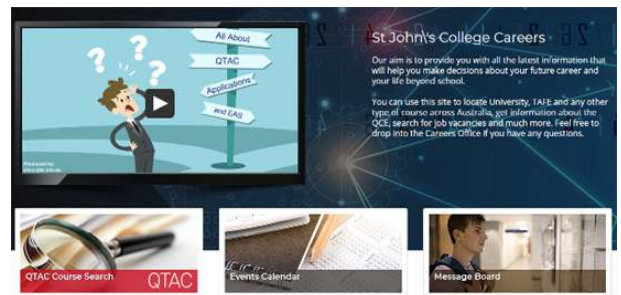 All About
QTAC
Applications
and EAS
Produced by:
St John\'s College Careers
Our aim is to provide you with all the latest information that
will help you make decisions about your future career and
your life beyond school.
You can use this site to locate University, TAFE and any other
type of course across Australia, get information about the
QCE, search for job vacancies and much more. Feel free to
drop into the Careers Office if you have any questions.
QTAC Course Search
QTAC
Events Calendar
Message Board